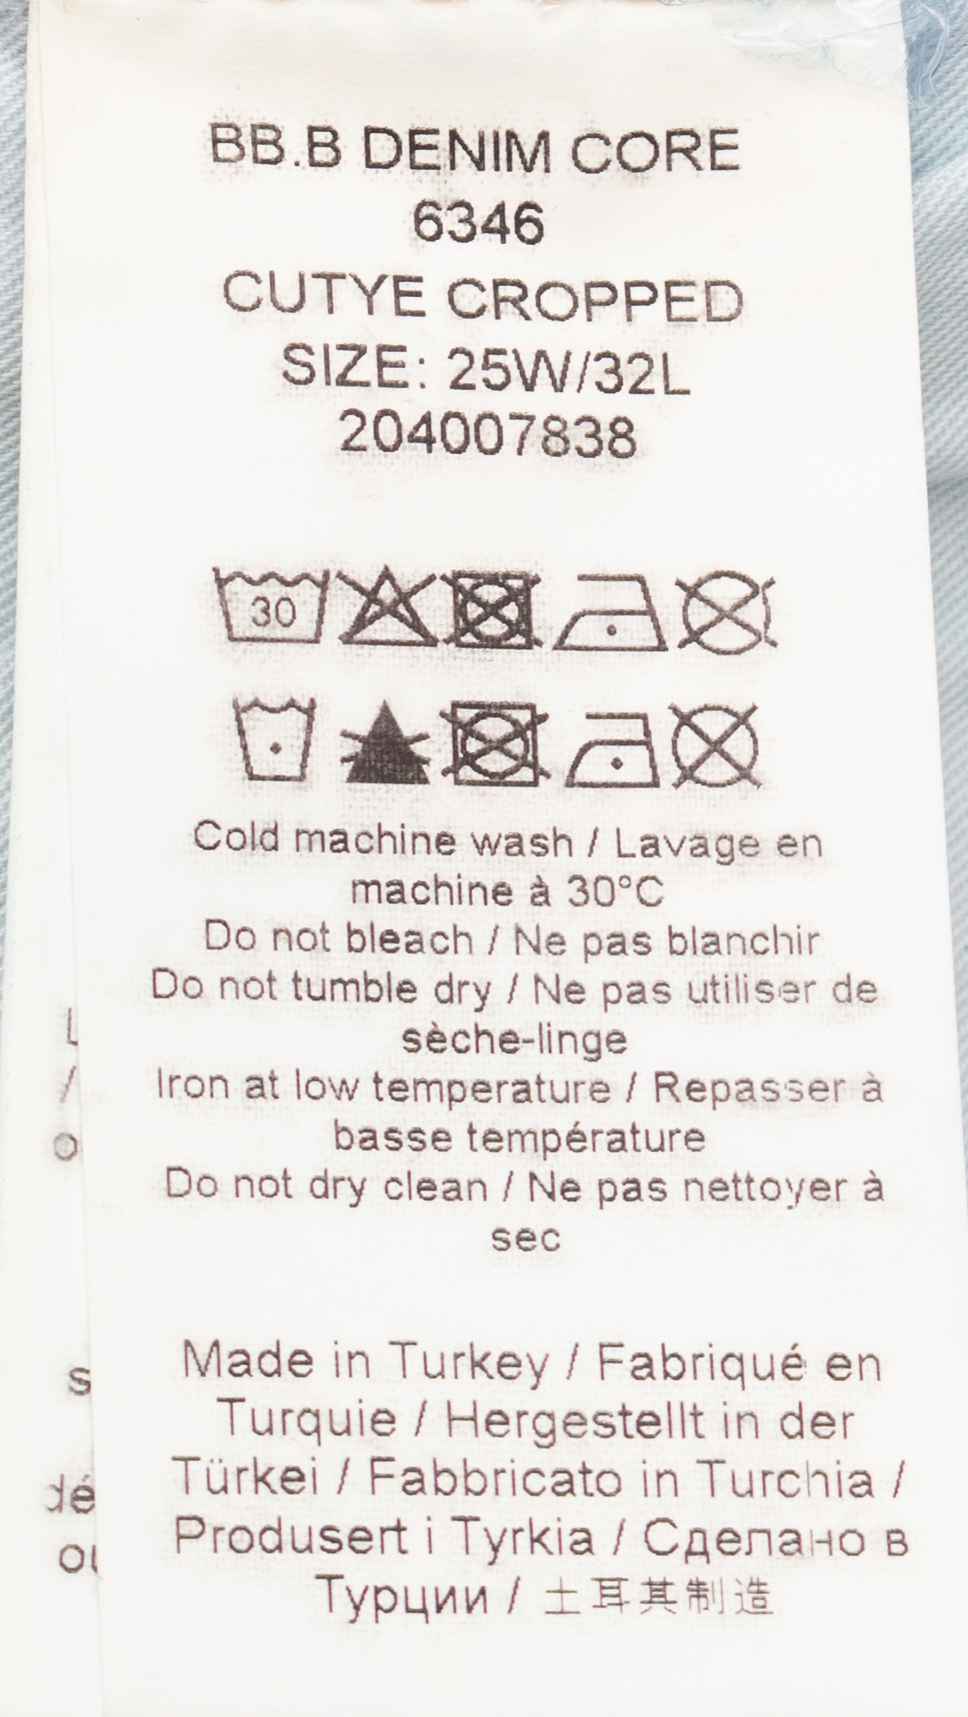 BB.B DENIM CORE
6346
CUTYE CROPPED
SIZE: 25W/32L
204007838
30
Cold machine wash / Lavage en
machine à 30°C
Do not bleach / Ne pas blanchir
Do not tumble dry / Ne pas utiliser de
sèche-linge
Iron at low temperature / Repasser à
basse température
Do not dry clean / Ne pas nettoyer à
sec
Made in Turkey / Fabriqué en
Turquie / Hergestellt in der
Türkei / Fabbricato in Turchia /
Produsert i Tyrkia / Сделано в
Турции / 土耳其制造
L
/
o
s
dé
ou